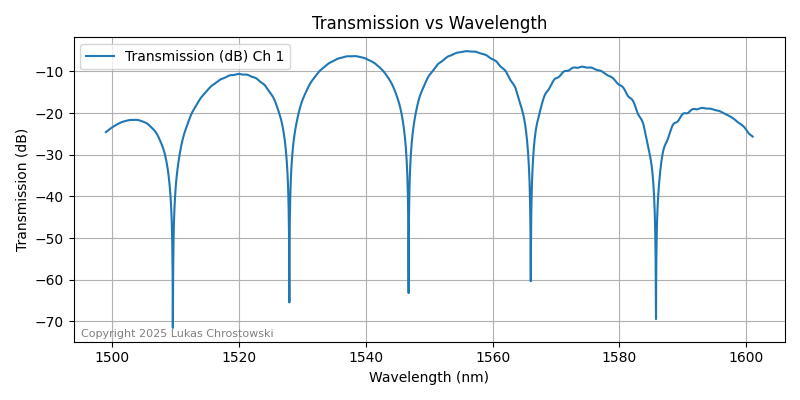 Transmission vs Wavelength
Transmission (dB) Ch 1
Transmission (dB)
−10
−20
−30
−40
−50
−60
−70
Copyright 2025 Lukas Chrostowski
1500 1520 1540 1560 1580 1600
Wavelength (nm)